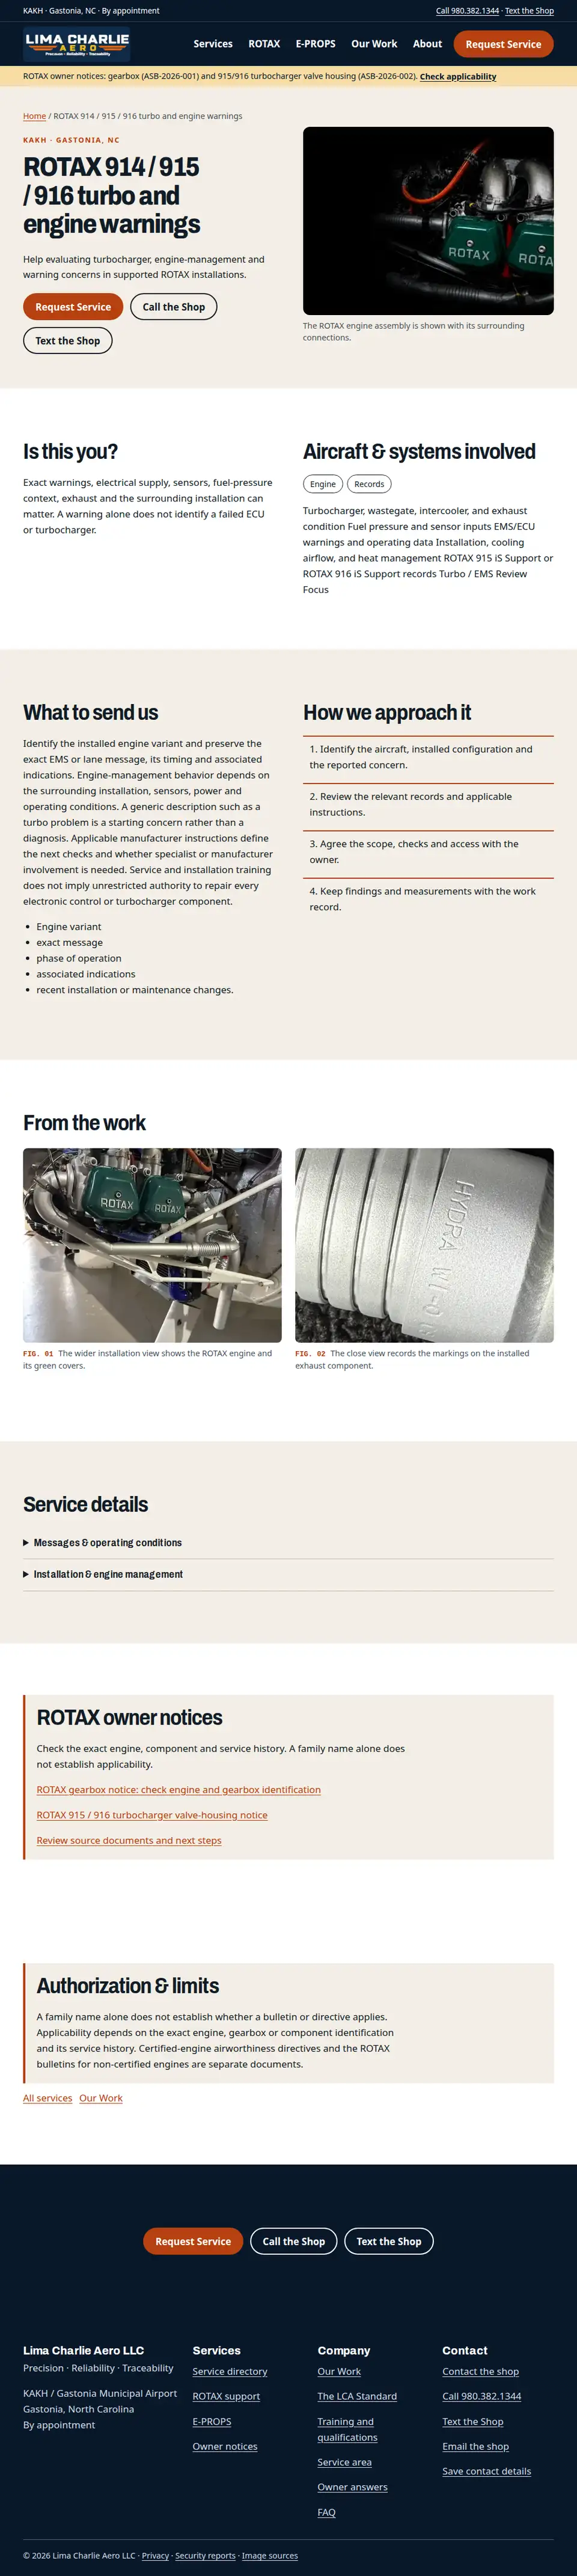 KAKH · Gastonia, NC · By appointment
Call 980.382.1344 · Text the Shop
LIMA CHARLIE
AERO
Precision • Reliability • Traceability
Services
ROTAX
E-PROPS
Our Work
About
Request Service
ROTAX owner notices: gearbox (ASB-2026-001) and 915/916 turbocharger valve housing (ASB-2026-002). Check applicability
Home / ROTAX 914 / 915 / 916 turbo and engine warnings
KAKH · GASTONIA, NC
ROTAX 914 / 915
/ 916 turbo and
engine warnings
Help evaluating turbocharger, engine-management and
warning concerns in supported ROTAX installations.
Request Service
Call the Shop
Text the Shop
ROTAX
ROTA
The ROTAX engine assembly is shown with its surrounding
connections.
Is this you?
Exact warnings, electrical supply, sensors, fuel-pressure
context, exhaust and the surrounding installation can
matter. A warning alone does not identify a failed ECU
or turbocharger.
Aircraft & systems involved
Engine
Records
Turbocharger, wastegate, intercooler, and exhaust
condition Fuel pressure and sensor inputs EMS/ECU
warnings and operating data Installation, cooling
airflow, and heat management ROTAX 915 iS Support or
ROTAX 916 iS Support records Turbo / EMS Review
Focus
What to send us
Identify the installed engine variant and preserve the
exact EMS or lane message, its timing and associated
indications. Engine-management behavior depends on
the surrounding installation, sensors, power and
operating conditions. A generic description such as a
turbo problem is a starting concern rather than a
diagnosis. Applicable manufacturer instructions define
the next checks and whether specialist or manufacturer
involvement is needed. Service and installation training
does not imply unrestricted authority to repair every
electronic control or turbocharger component.
• Engine variant
• exact message
• phase of operation
• associated indications
• recent installation or maintenance changes.
How we approach it
1. Identify the aircraft, installed configuration and
the reported concern.
2. Review the relevant records and applicable
instructions.
3. Agree the scope, checks and access with the
owner.
4. Keep findings and measurements with the work
record.
From the work
ROTAX
ROTAX
HYDRA
FIG. 01 The wider installation view shows the ROTAX engine and
its green covers.
FIG. 02 The close view records the markings on the installed
exhaust component.
Service details
Messages & operating conditions
Installation & engine management
ROTAX owner notices
Check the exact engine, component and service history. A family name alone does
not establish applicability.
ROTAX gearbox notice: check engine and gearbox identification
ROTAX 915 / 916 turbocharger valve-housing notice
Review source documents and next steps
Authorization & limits
A family name alone does not establish whether a bulletin or directive applies.
Applicability depends on the exact engine, gearbox or component identification
and its service history. Certified-engine airworthiness directives and the ROTAX
bulletins for non-certified engines are separate documents.
All services Our Work
Request Service
Call the Shop
Text the Shop
Lima Charlie Aero LLC
Precision · Reliability · Traceability
KAKH / Gastonia Municipal Airport
Gastonia, North Carolina
By appointment
Services
Service directory
ROTAX support
E-PROPS
Owner notices
Company
Our Work
The LCA Standard
Training and
qualifications
Service area
Owner answers
FAQ
Contact
Contact the shop
Call 980.382.1344
Text the Shop
Email the shop
Save contact details
© 2026 Lima Charlie Aero LLC · Privacy · Security reports · Image sources